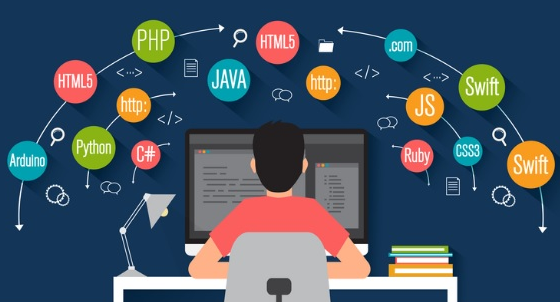 PHP
HTML5
.com
HTML5
JAVA
http:
Swift
http:
JS
Arduino
Python
C#
Ruby
CSS3
Swift